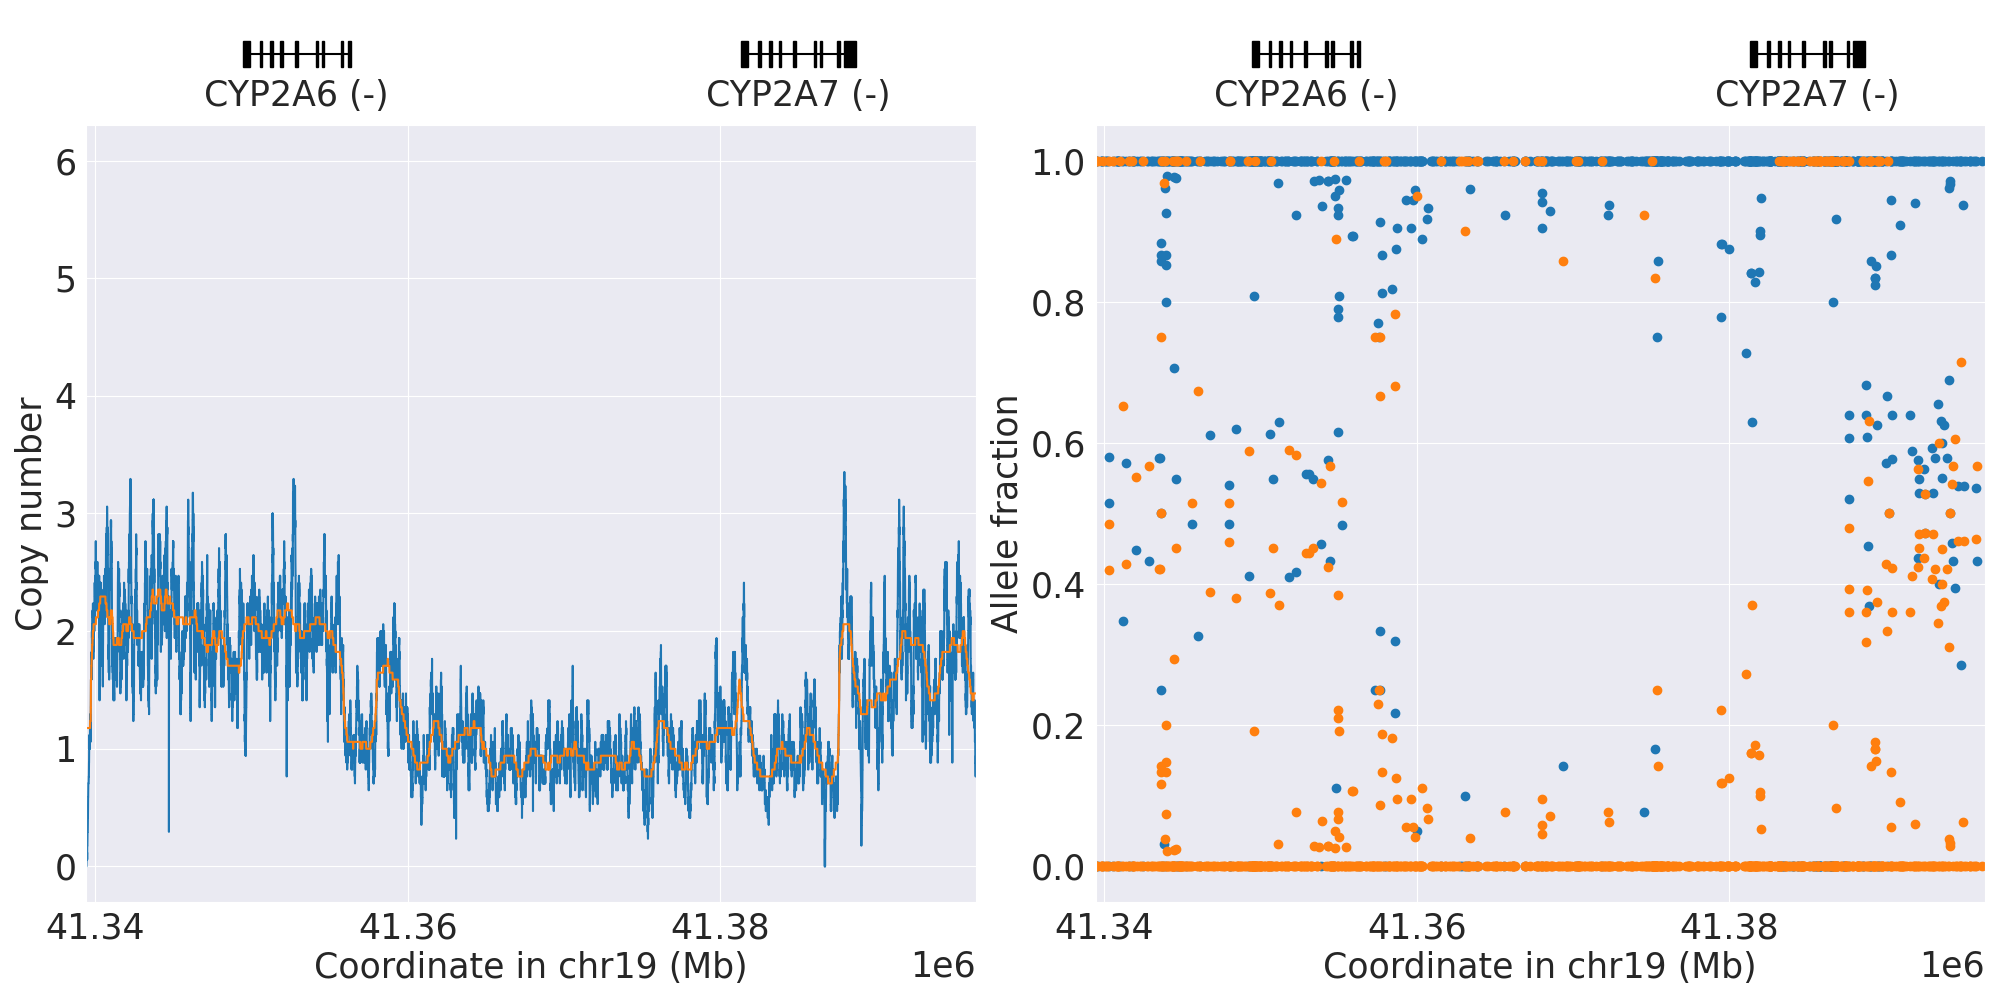 CYP2A6 (-)
CYP2A7 (-)
6
5
4
3
2
1
0
Copy number
41.34
41.36
41.38
Coordinate in chr19 (Mb)
1e6
CYP2A6 (-)
CYP2A7 (-)
1.0
0.8
0.6
0.4
0.2
0.0
Allele fraction
41.34
41.36
41.38
Coordinate in chr19 (Mb)
1e6